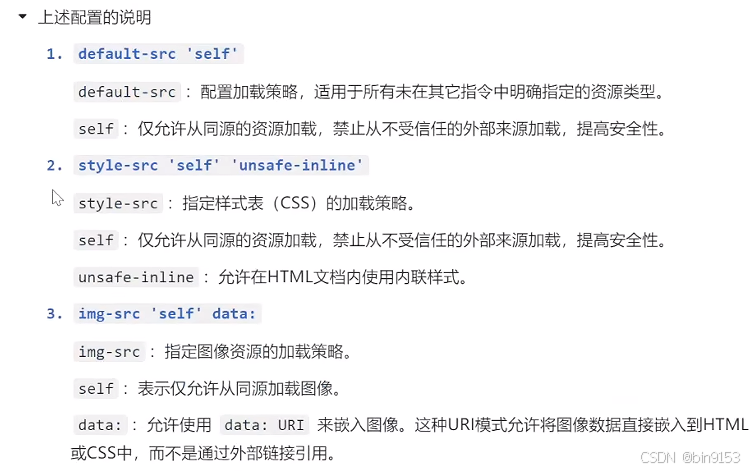 上述配置的说明
1. default-src 'self'
default-src ：配置加载策略，适用于所有未在其它指令中明确指定的资源类型。
self ：仅允许从同源的资源加载，禁止从不受信任的外部来源加载，提高安全性。
2. style-src 'self' 'unsafe-inline'
style-src ：指定样式表（CSS）的加载策略。
self ：仅允许从同源的资源加载，禁止从不受信任的外部来源加载，提高安全性。
unsafe-inline ：允许在HTML文档内使用内联样式。
3. img-src 'self' data:
img-src ：指定图像资源的加载策略。
self ：表示仅允许从同源加载图像。
data: ：允许使用 data: URI 来嵌入图像。这种URI模式允许将图像数据直接嵌入到HTML
或CSS中，而不是通过外部链接引用。
CSDN @bin9153